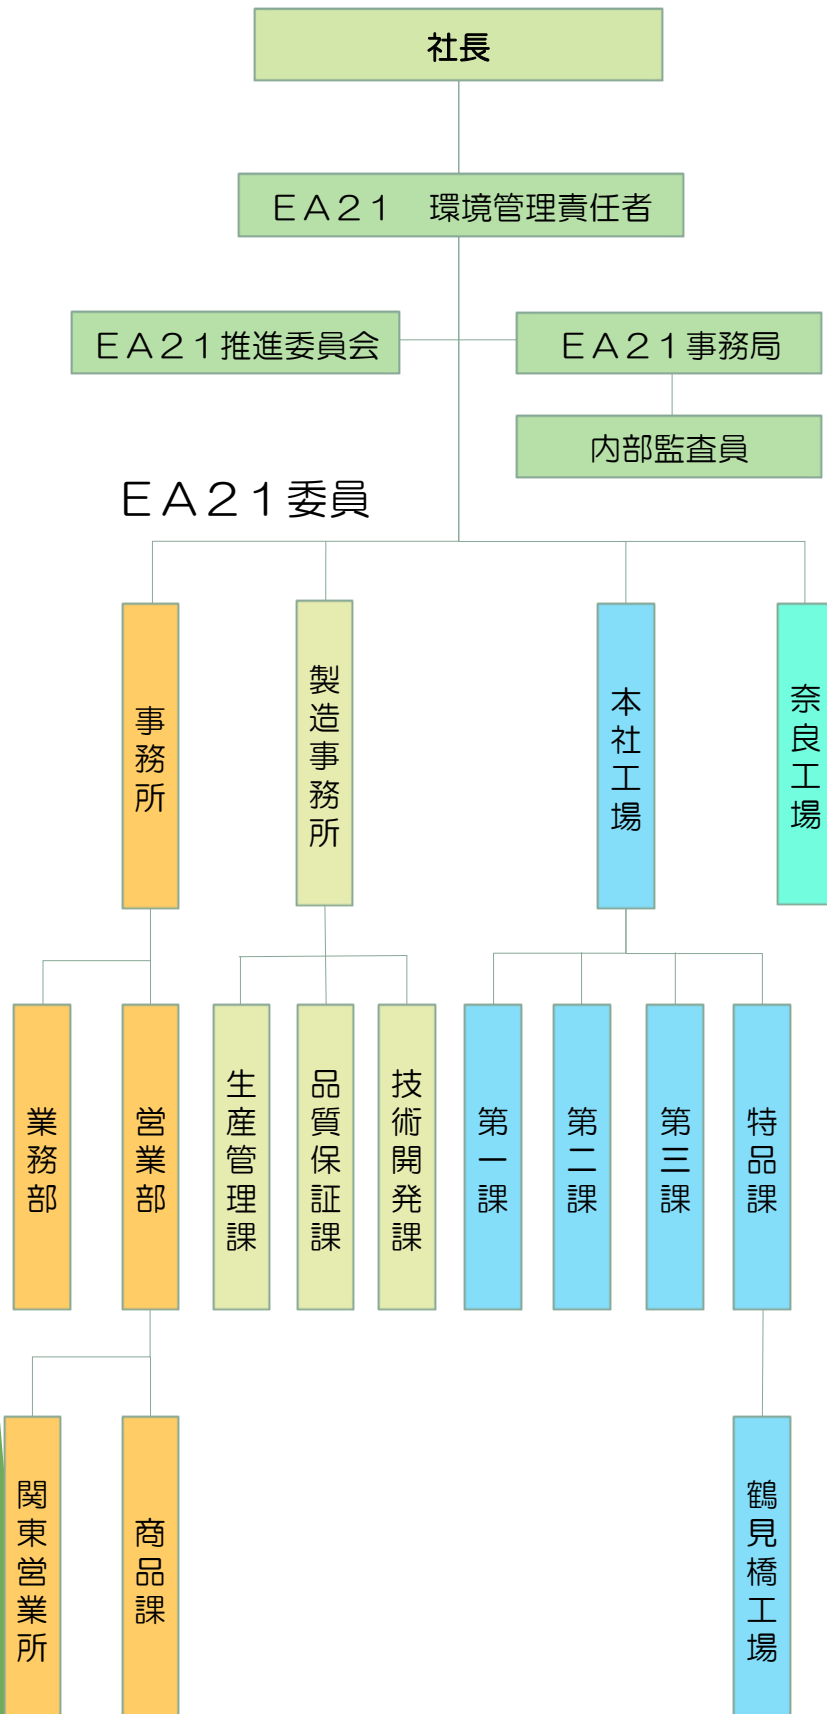 社長
EA21 環境管理責任者
EA21推進委員会
EA21事務局
内部監査員
EA21委員
事務所
製造事務所
本社工場
奈良工場
業務部
営業部
生産管理課
品質保証課
技術開発課
第一課
第二課
第三課
特品課
関東営業所
商品課
鶴見橋工場